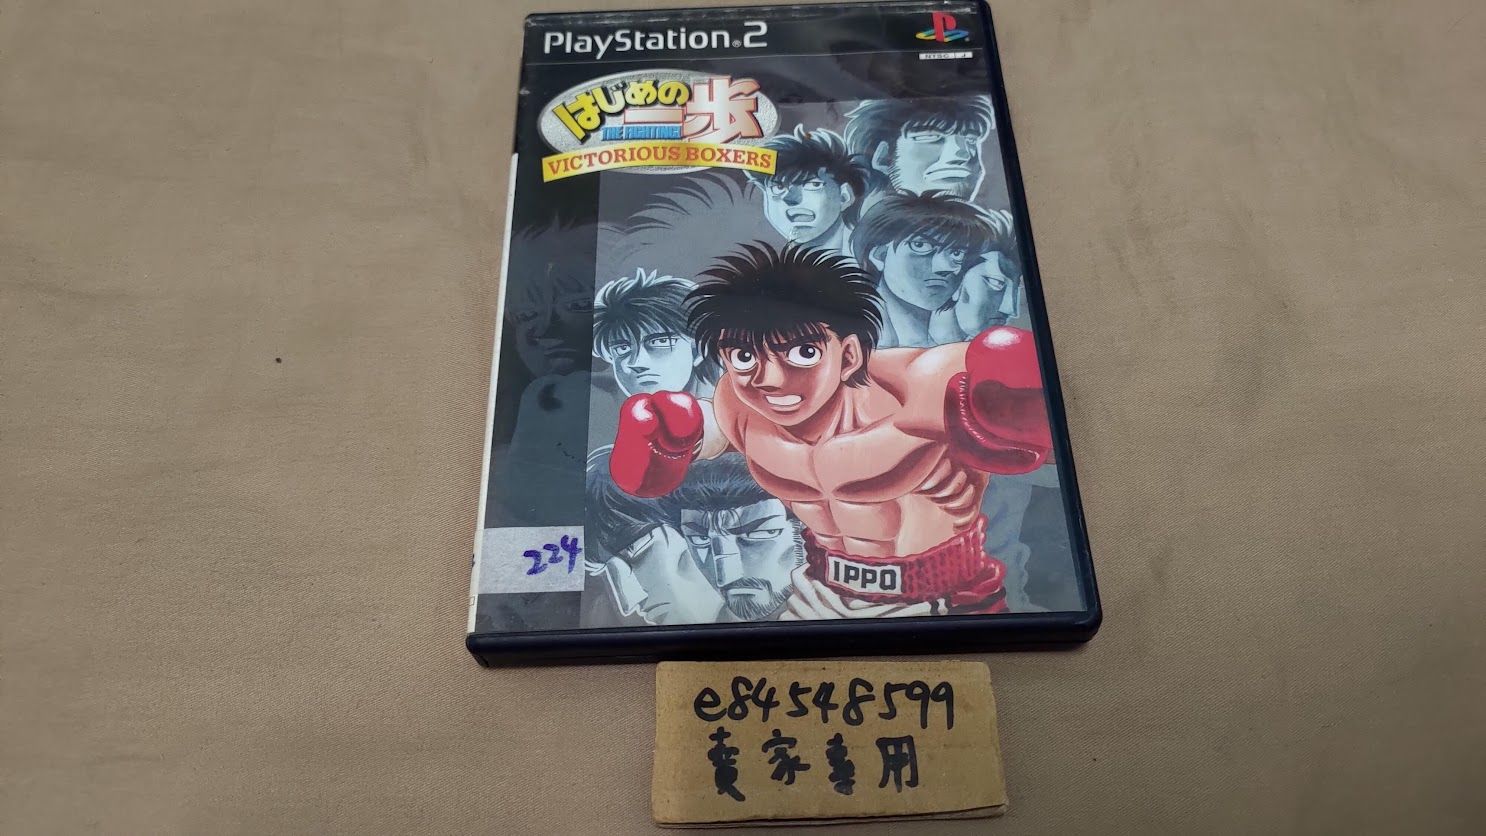 PlayStation®2
NTSC J
はじめの一歩
THE FIGHTING!
VICTORIOUS BOXERS
IPPO
224
e84548599
賣家專用